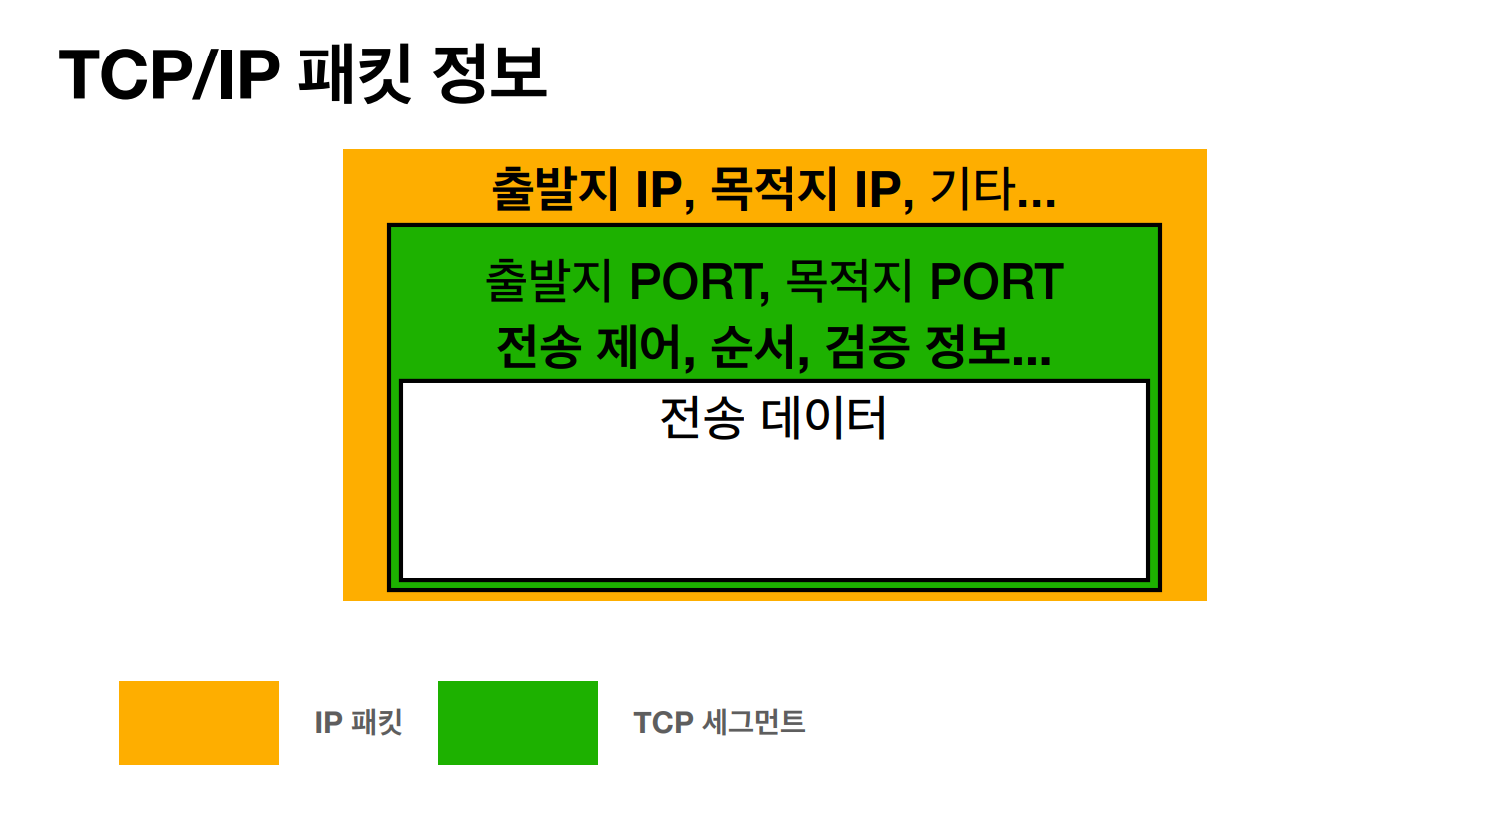 TCP/IP 패킷 정보
출발지 IP, 목적지 IP, 기타...
출발지 PORT, 목적지 PORT
전송 제어, 순서, 검증 정보...
전송 데이터
IP 패킷
TCP 세그먼트